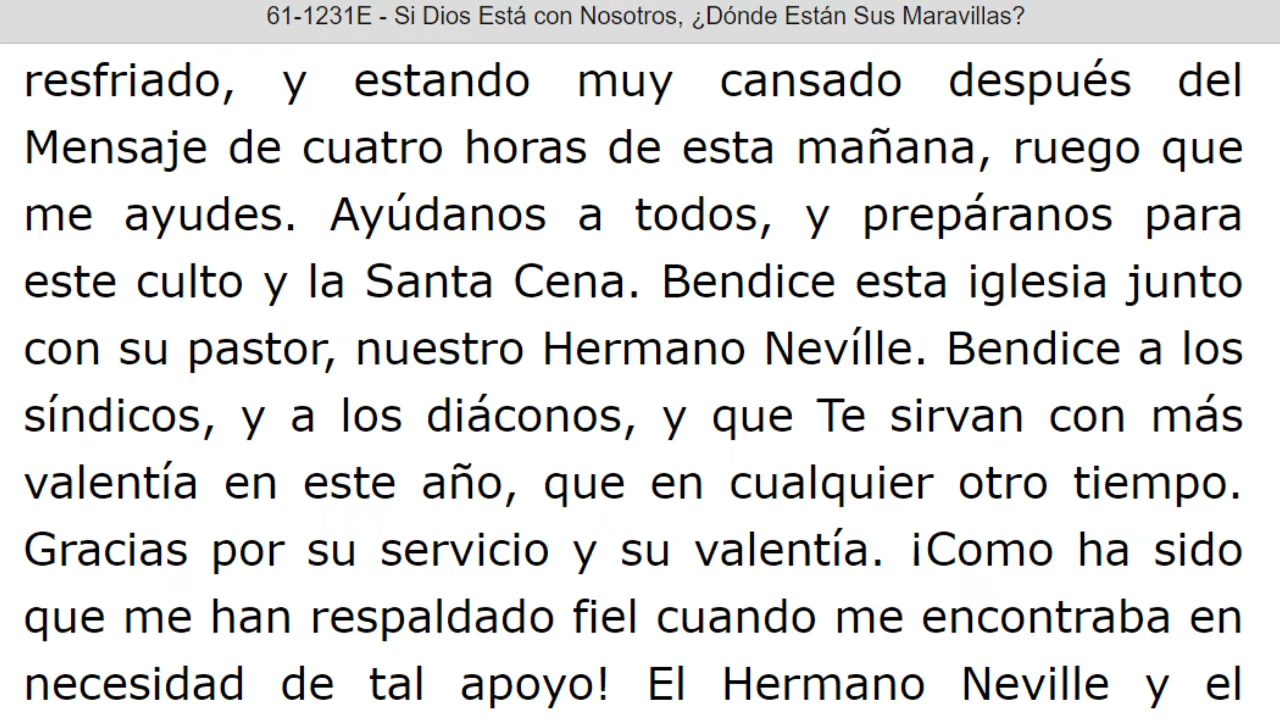 61-1231E - Si Dios Está con Nosotros, ¿Dónde Están Sus Maravillas?
resfriado, y estando muy cansado después del
Mensaje de cuatro horas de esta mañana, ruego que
me ayudes. Ayúdanos a todos, y prepáranos para
este culto y la Santa Cena. Bendice esta iglesia junto
con su pastor, nuestro Hermano Nevílle. Bendice a los
síndicos, y a los diáconos, y que Te sirvan con más
valentía en este año, que en cualquier otro tiempo.
Gracias por su servicio y su valentía. ¡Como ha sido
que me han respaldado fiel cuando me encontraba en
necesidad de tal apoyo! El Hermano Neville y el